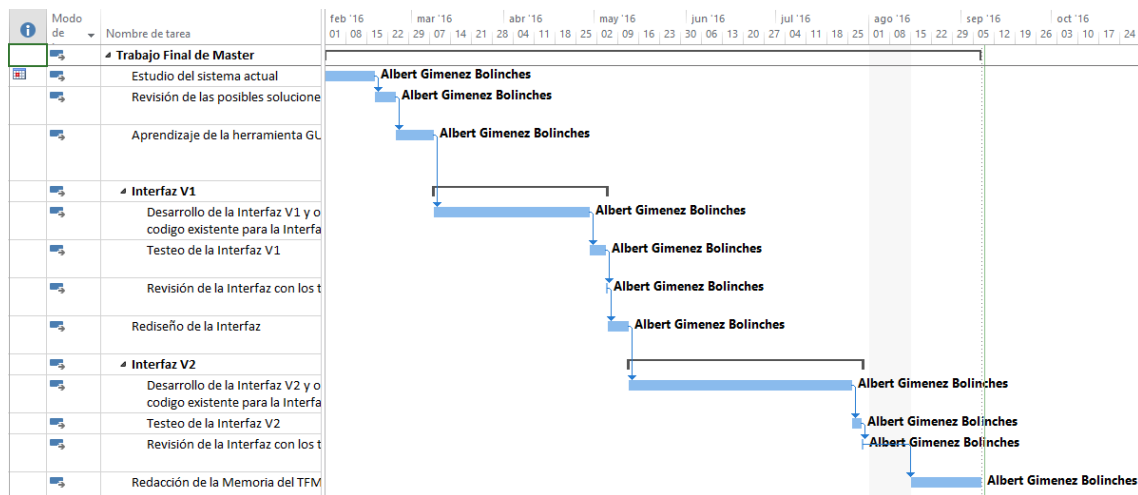 Modo
de
Nombre de tarea
feb '16 mar '16 abr '16 may '16 jun '16 jul '16 ago '16 sep '16 oct '16
01 08 15 22 29 07 14 21 28 04 11 18 25 02 09 16 23 30 06 13 20 27 04 11 18 25 01 08 15 22 29 05 12 19 26 03 10 17 24
Trabajo Final de Master
Estudio del sistema actual Albert Gimenez Bolinches
Revisión de las posibles solucione Albert Gimenez Bolinches
Aprendizaje de la herramienta GU Albert Gimenez Bolinches
Interfaz V1
Desarrollo de la Interfaz V1 y o Albert Gimenez Bolinches
codigo existente para la Interfa
Testeo de la Interfaz V1 Albert Gimenez Bolinches
Revisión de la Interfaz con los t Albert Gimenez Bolinches
Rediseño de la Interfaz Albert Gimenez Bolinches
Interfaz V2
Desarrollo de la Interfaz V2 y o Albert Gimenez Bolinches
codigo existente para la Interfa
Testeo de la Interfaz V2 Albert Gimenez Bolinches
Revisión de la Interfaz con los t Albert Gimenez Bolinches
Redacción de la Memoria del TFM Albert Gimenez Bolinches